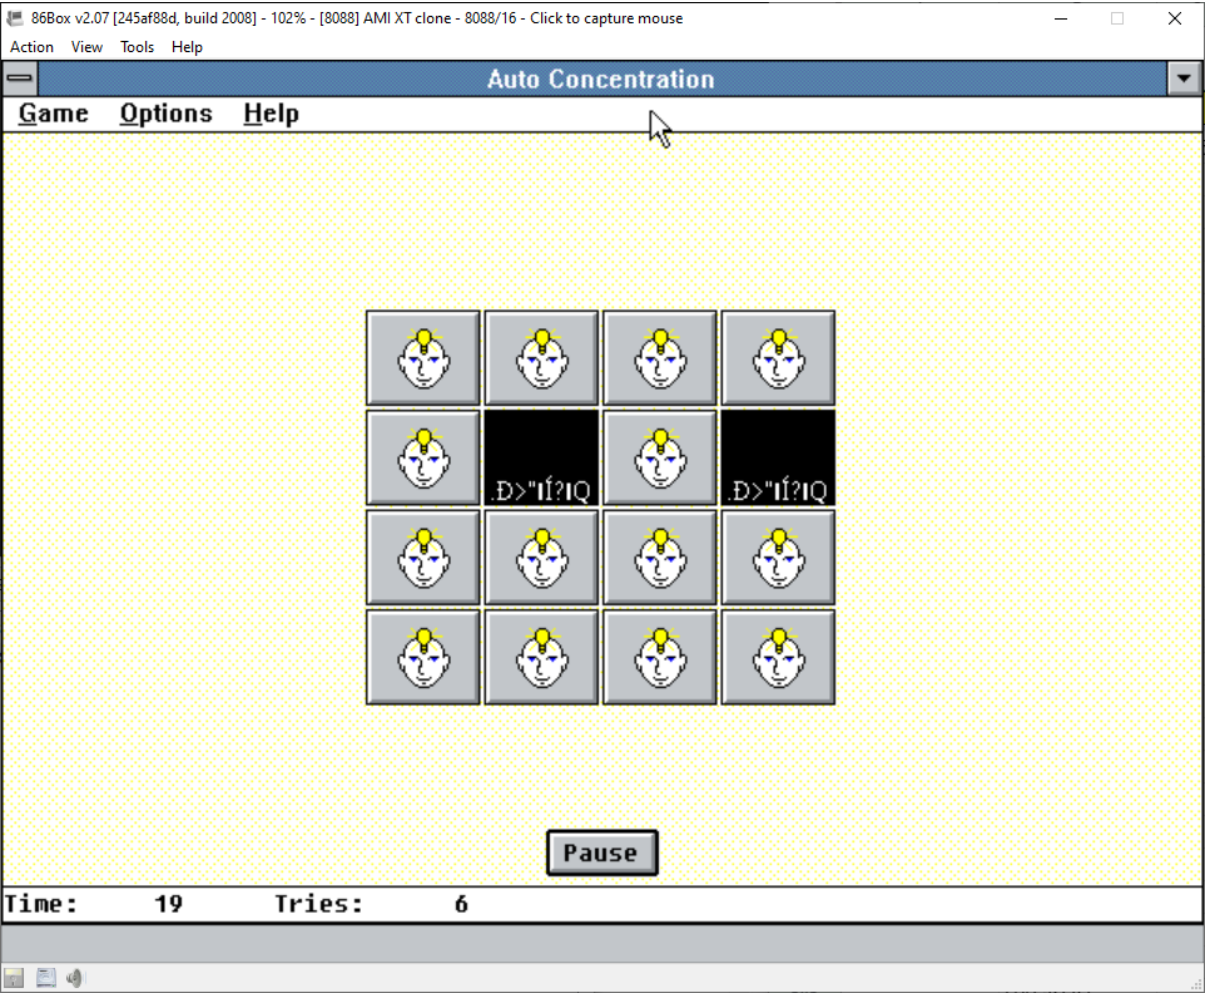 86Box v2.07 [245af88d, build 2008] - 102% - [8088] AMI XT clone - 8088/16 - Click to capture mouse
Action View Tools Help
Auto Concentration
Game Options Help
.Đ>"IÍ?IQ .Đ>"IÍ?IQ
Pause
Time: 19 Tries: 6